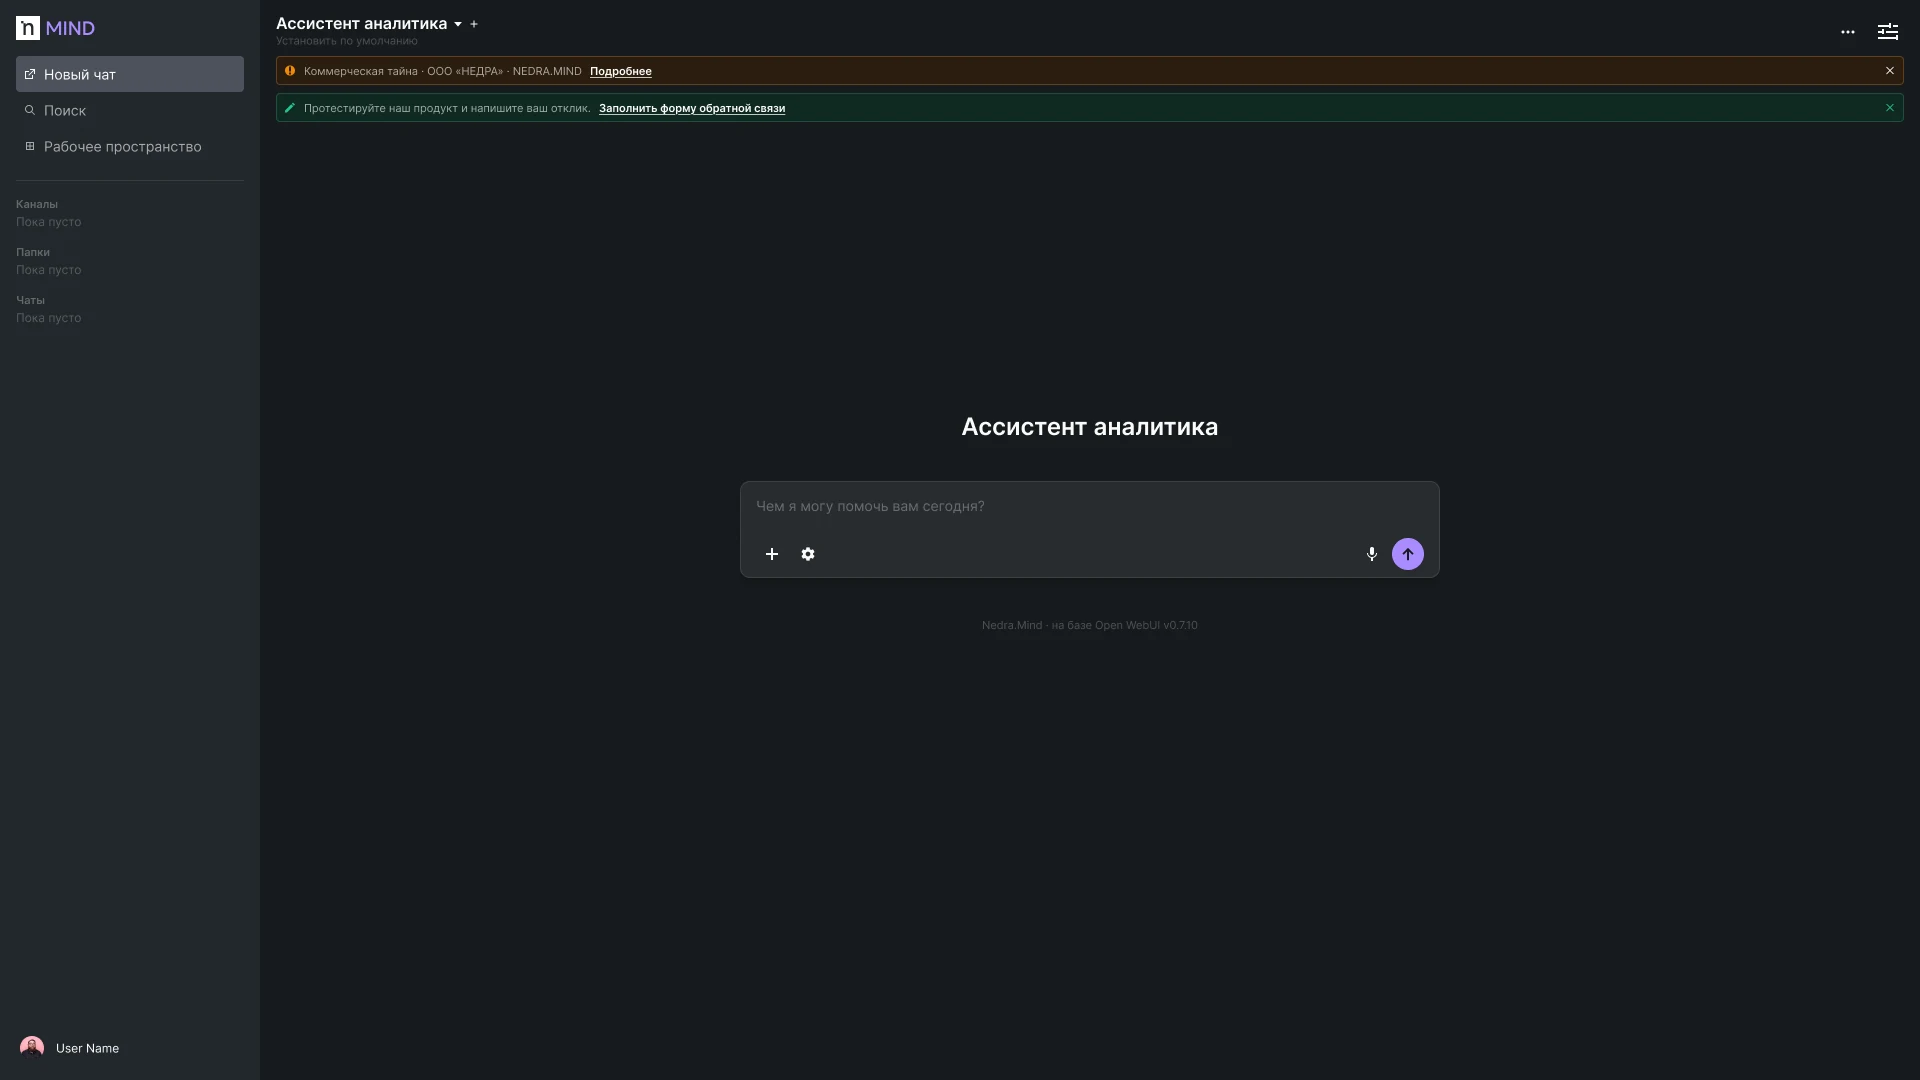 n MIND
Новый чат
Поиск
Рабочее пространство
Каналы
Пока пусто
Папки
Пока пусто
Чаты
Пока пусто
User Name
Ассистент аналитика
Установить по умолчанию
Коммерческая тайна · ООО «НЕДРА» · NEDRA.MIND Подробнее
Протестируйте наш продукт и напишите ваш отклик. Заполнить форму обратной связи
Ассистент аналитика
Чем я могу помочь вам сегодня?
Nedra.Mind · на базе Open WebUI v0.7.10